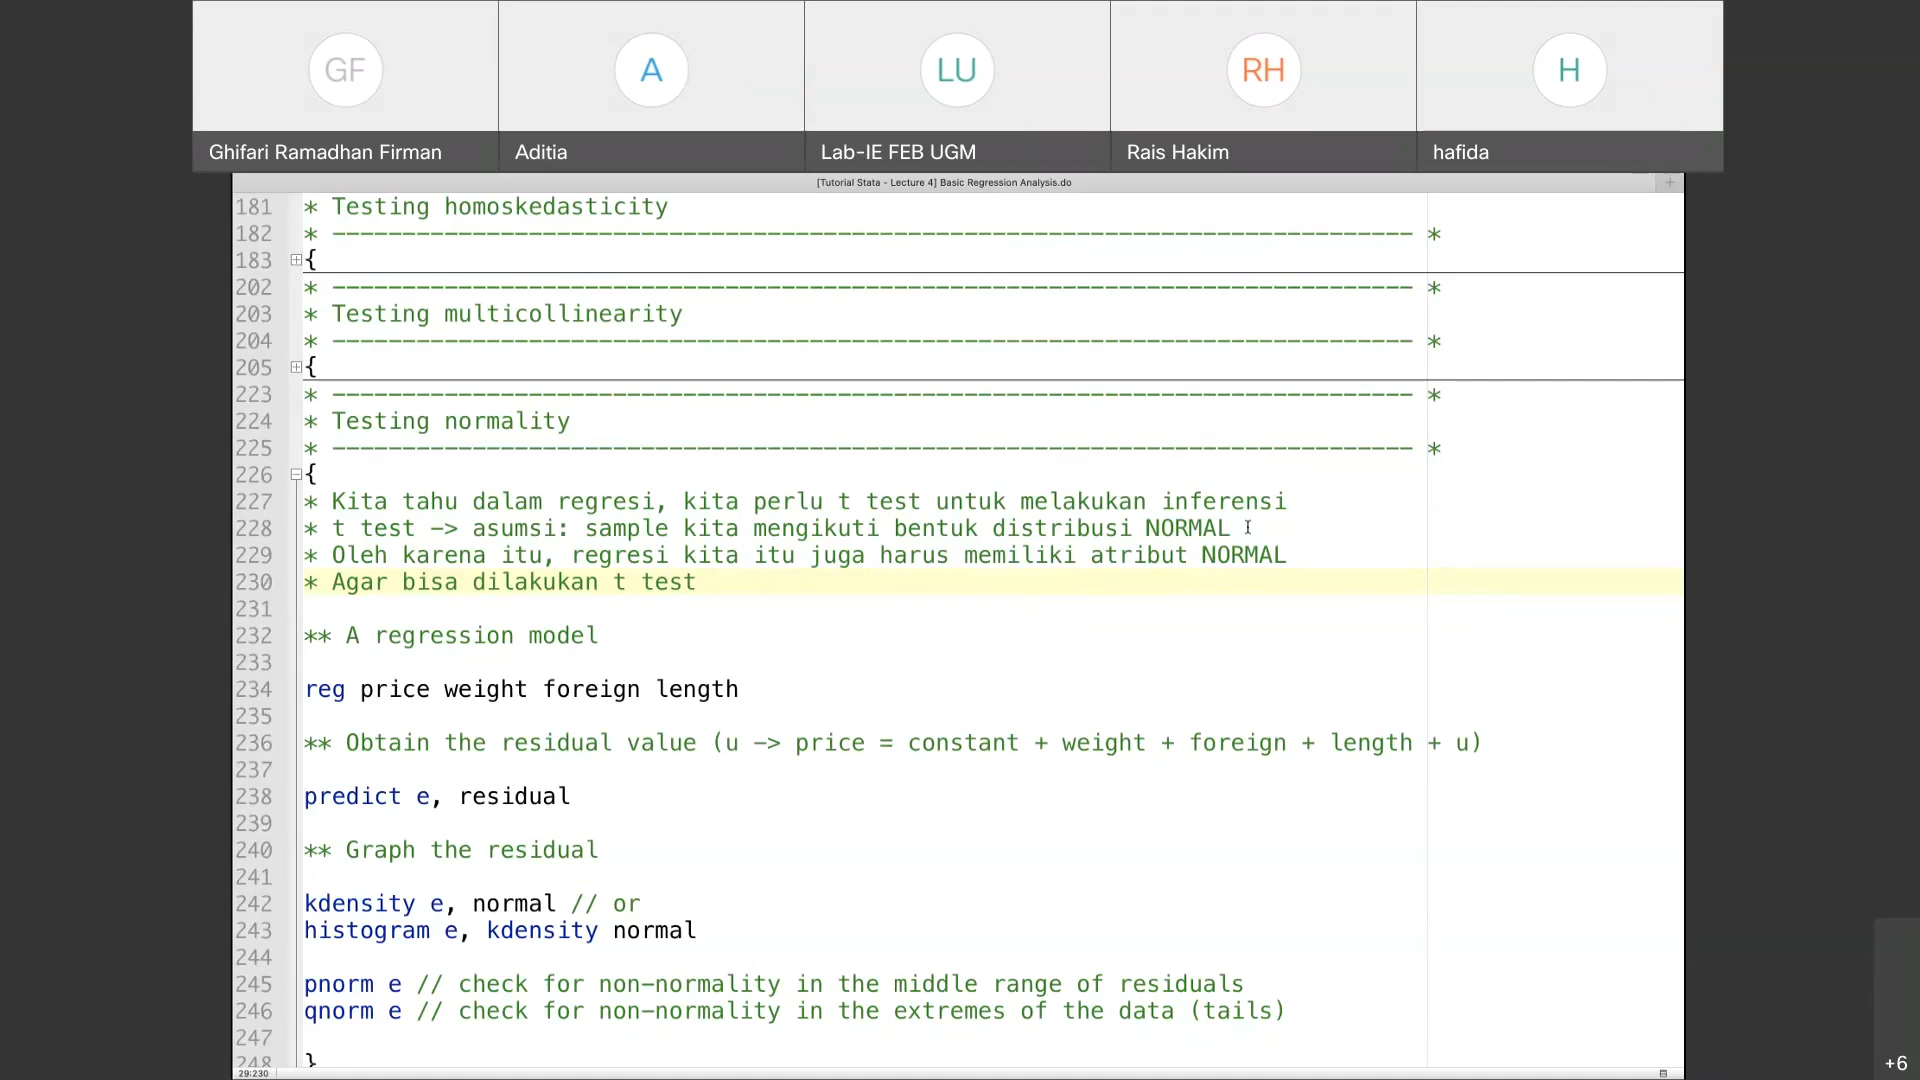 GF
A
LU
RH
H
Ghifari Ramadhan Firman
Aditia
Lab-IE FEB UGM
Rais Hakim
hafida
[Tutorial Stata - Lecture 4] Basic Regression Analysis.do
181 * Testing homoskedasticity
182 * ----------------------------------------------------------------------------- *
183 {
202 * ----------------------------------------------------------------------------- *
203 * Testing multicollinearity
204 * ----------------------------------------------------------------------------- *
205 {
223 * ----------------------------------------------------------------------------- *
224 * Testing normality
225 * ----------------------------------------------------------------------------- *
226 {
227 * Kita tahu dalam regresi, kita perlu t test untuk melakukan inferensi
228 * t test -> asumsi: sample kita mengikuti bentuk distribusi NORMAL
229 * Oleh karena itu, regresi kita itu juga harus memiliki atribut NORMAL
230 * Agar bisa dilakukan t test
231
232 ** A regression model
233
234 reg price weight foreign length
235
236 ** Obtain the residual value (u -> price = constant + weight + foreign + length + u)
237
238 predict e, residual
239
240 ** Graph the residual
241
242 kdensity e, normal // or
243 histogram e, kdensity normal
244
245 pnorm e // check for non-normality in the middle range of residuals
246 qnorm e // check for non-normality in the extremes of the data (tails)
247
248 }
29:230
+6